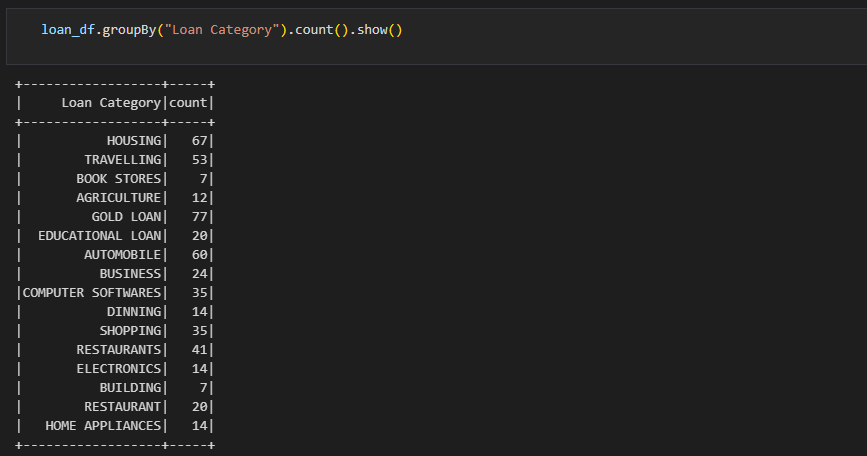 loan_df.groupBy("Loan Category").count().show()
+------------------+-----+
|     Loan Category|count|
+------------------+-----+
|           HOUSING|   67|
|        TRAVELLING|   53|
|       BOOK STORES|    7|
|       AGRICULTURE|   12|
|         GOLD LOAN|   77|
|  EDUCATIONAL LOAN|   20|
|        AUTOMOBILE|   60|
|          BUSINESS|   24|
|COMPUTER SOFTWARES|   35|
|           DINNING|   14|
|          SHOPPING|   35|
|       RESTAURANTS|   41|
|       ELECTRONICS|   14|
|          BUILDING|    7|
|        RESTAURANT|   20|
|   HOME APPLIANCES|   14|
+------------------+-----+